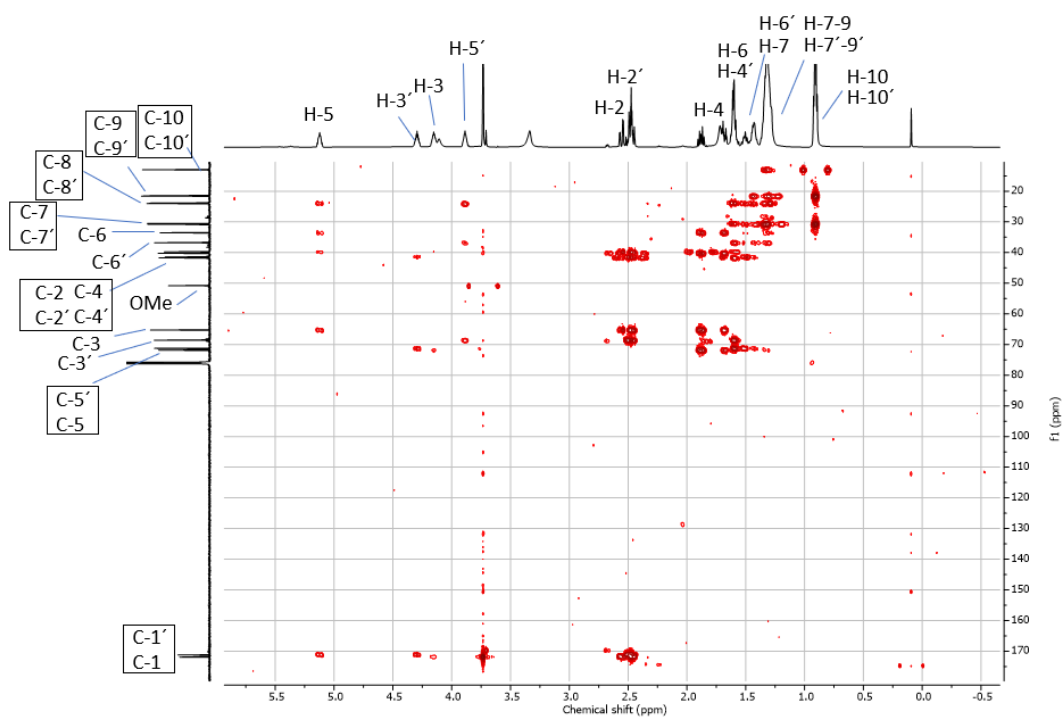 H-5
H-3´
H-3
H-5´
H-2
H-2´
H-4
H-6
H-4´
H-6´
H-7
H-7-9
H-7´-9´
H-10
H-10´
C-9
C-9´
C-10
C-10´
C-8
C-8´
C-7
C-7´
C-6
C-6´
C-2 C-4
C-2´ C-4´
OMe
C-3
C-3´
C-5´
C-5
C-1´
C-1
20
30
40
50
60
70
80
90
100
110
120
130
140
150
160
170
f1 (ppm)
5.5
5.0
4.5
4.0
3.5
3.0
2.5
2.0
1.5
1.0
0.5
0.0
-0.5
Chemical shift (ppm)